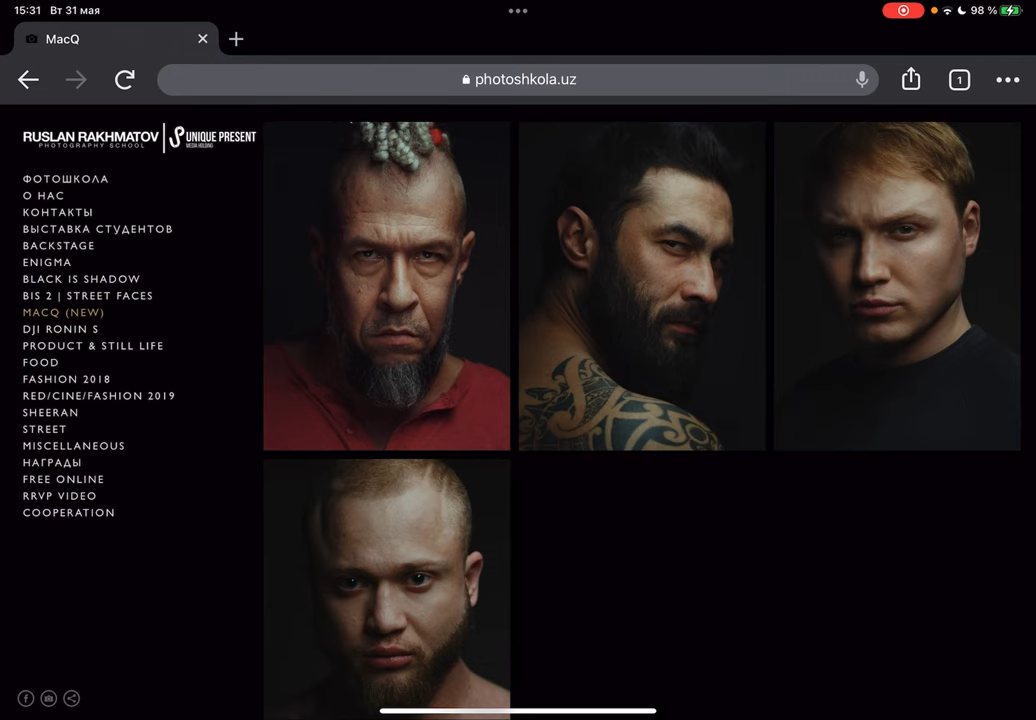 15:31 Вт 31 мая
98 %
MacQ
photoshkola.uz
1
RUSLAN RAKHMATOV
PHOTOGRAPHY SCHOOL
UNIQUE PRESENT
MEDIA HOLDING
ФОТОШКОЛА
О НАС
КОНТАКТЫ
ВЫСТАВКА СТУДЕНТОВ
BACKSTAGE
ENIGMA
BLACK IS SHADOW
BIS 2 | STREET FACES
MACQ (NEW)
DJI RONIN S
PRODUCT & STILL LIFE
FOOD
FASHION 2018
RED/CINE/FASHION 2019
SHEERAN
STREET
MISCELLANEOUS
НАГРАДЫ
FREE ONLINE
RRVP VIDEO
COOPERATION